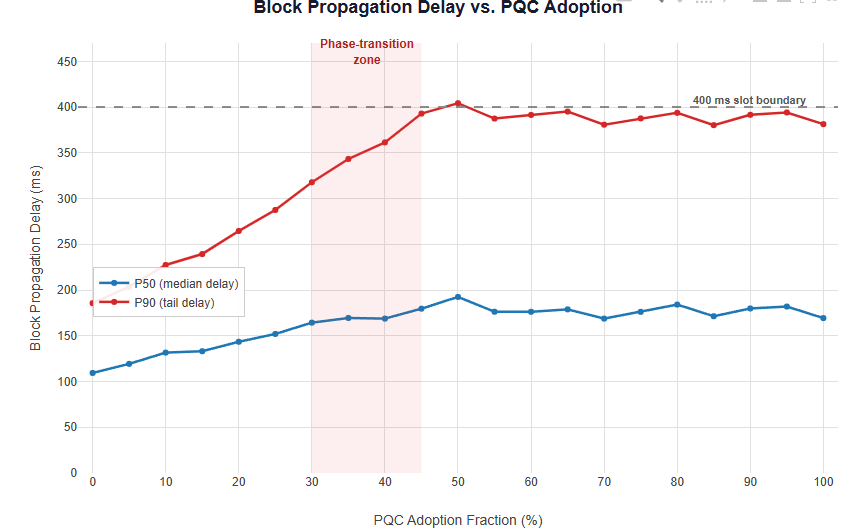 Block Propagation Delay vs. PQC Adoption
Phase-transition
zone
400 ms slot boundary
Block Propagation Delay (ms)
450
400
350
300
250
200
150
100
50
0
P50 (median delay)
P90 (tail delay)
0 10 20 30 40 50 60 70 80 90 100
PQC Adoption Fraction (%)